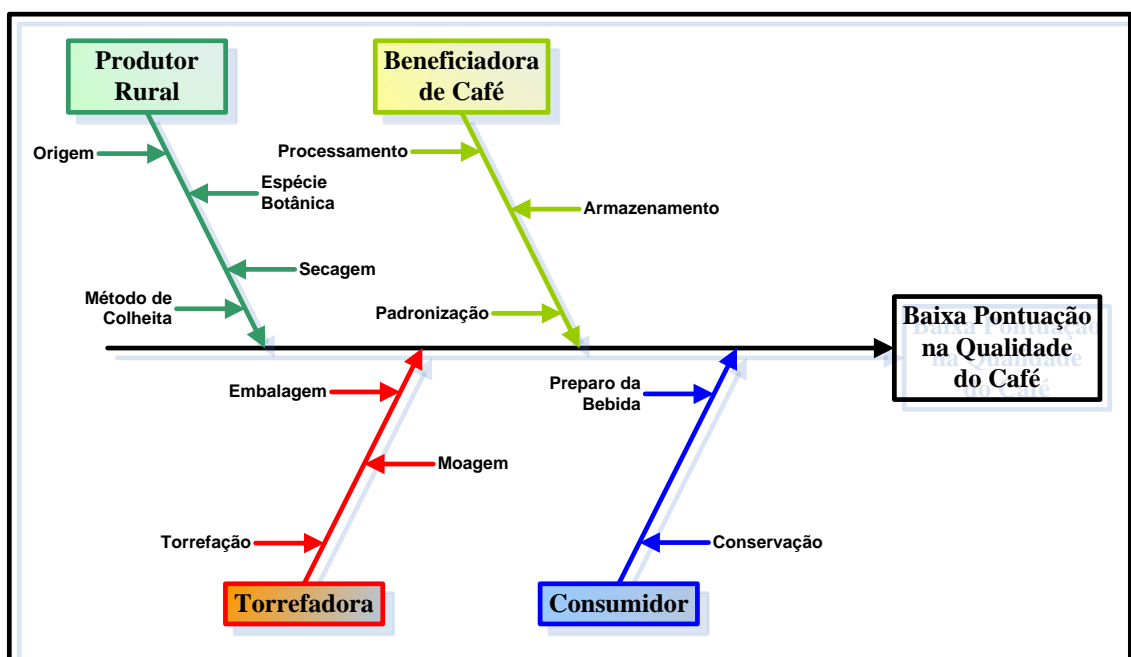 Produtor
Rural
Beneficiadora
de Café
Origem
Processamento
Espécie
Botânica
Armazenamento
Secagem
Método de
Colheita
Padronização
Baixa Pontuação
na Qualidade
do Café
Embalagem
Preparo da
Bebida
Moagem
Torrefação
Conservação
Torrefadora
Consumidor